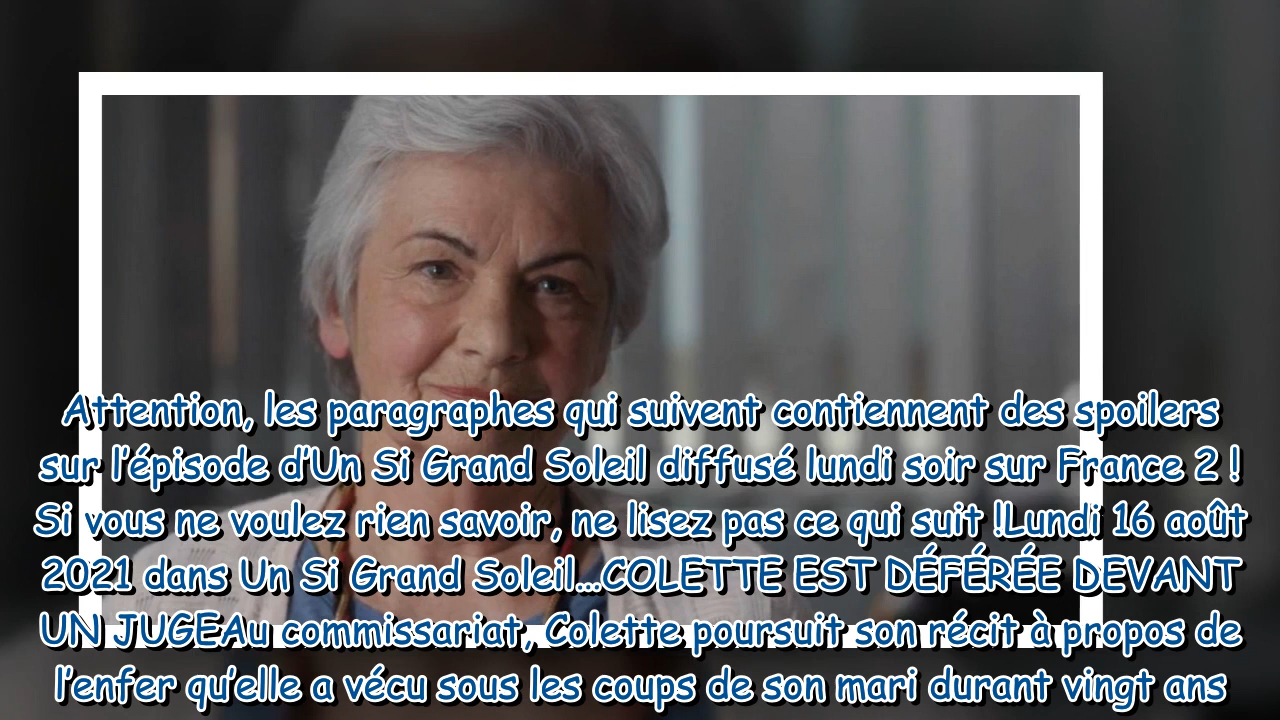 Attention, les paragraphes qui suivent contiennent des spoilers
sur l'épisode d'Un Si Grand Soleil diffusé lundi soir sur France 2 !
Si vous ne voulez rien savoir, ne lisez pas ce qui suit !Lundi 16 août
2021 dans Un Si Grand Soleil...COLETTE EST DÉFÉRÉE DEVANT
UN JUGEAu commissariat, Colette poursuit son récit à propos de
l'enfer qu'elle a vécu sous les coups de son mari durant vingt ans